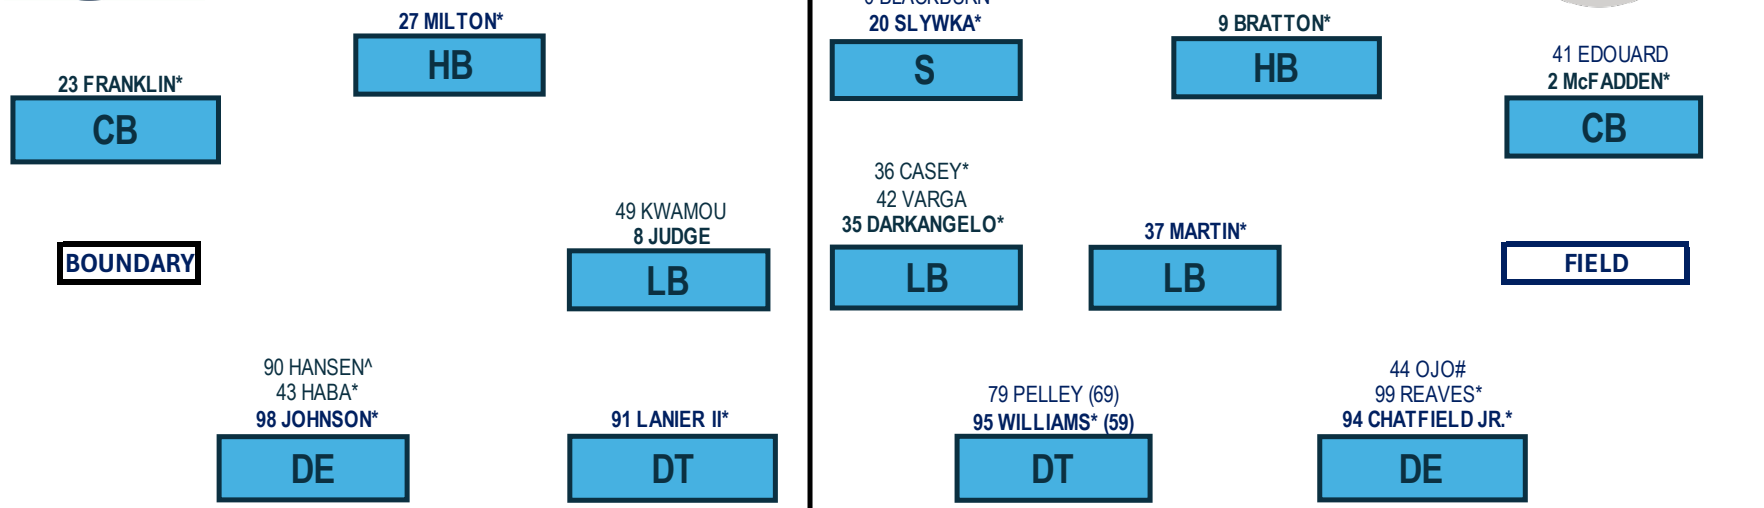 27 MILTON*
HB
23 FRANKLIN*
CB
BLACKBURN
20 SLYWKA*
S
9 BRATTON*
HB
41 EDOUARD
2 McFADDEN*
CB
BOUNDARY
49 KWAMOU
8 JUDGE
LB
36 CASEY*
42 VARGA
35 DARKANGELO*
LB
37 MARTIN*
LB
FIELD
90 HANSEN^
43 HABA*
98 JOHNSON*
DE
91 LANIER II*
DT
79 PELLEY (69)
95 WILLIAMS* (59)
DT
44 OJO#
99 REAVES*
94 CHATFIELD JR.*
DE